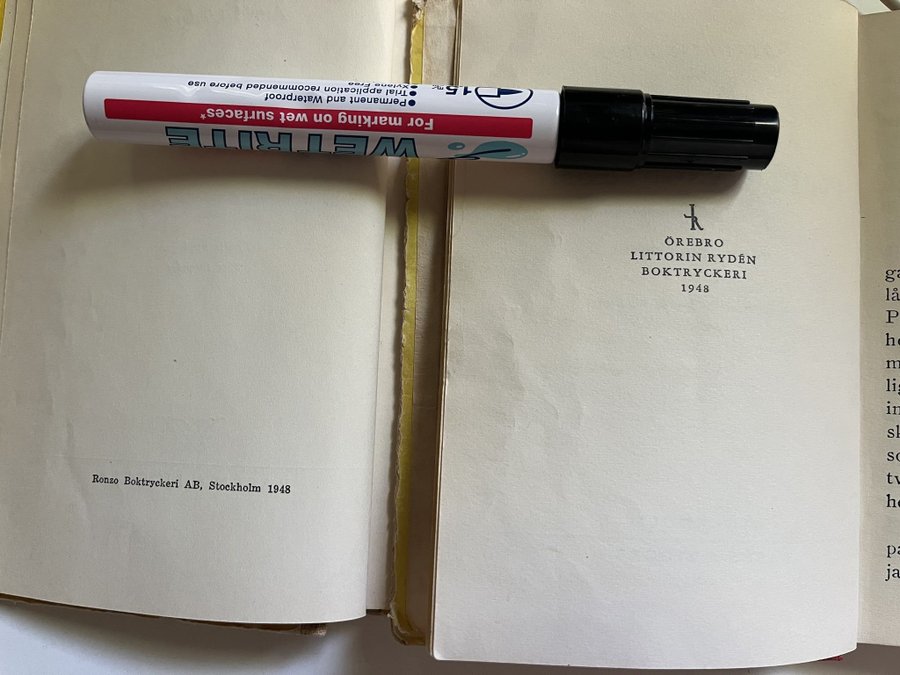 WETRITE
For marking on wet surfaces*
● Permanent and Waterproof
● Trial application recommended before use
● Xylene Free
15
Ronzo Boktryckeri AB, Stockholm 1948
ÖREBRO
LITTORIN RYDÉN
BOKTRYCKERI
1948